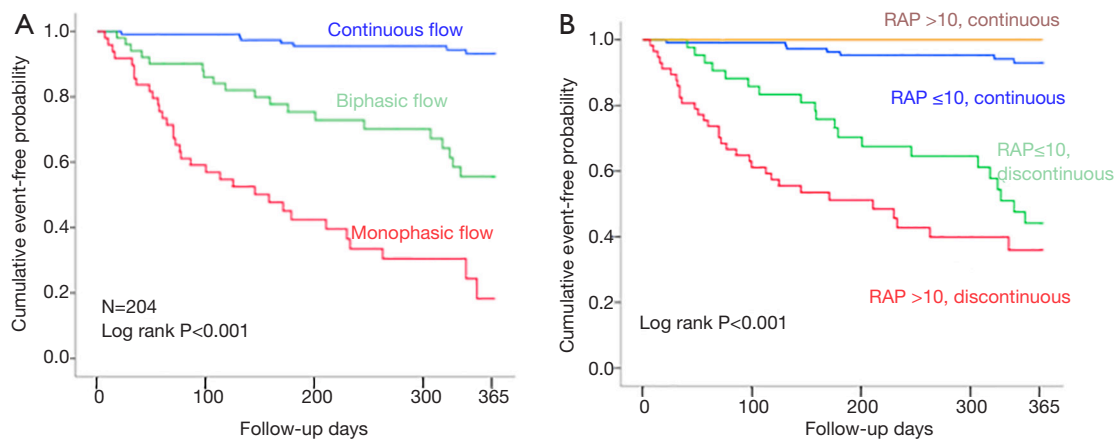 A
Cumulative event-free probability
1.0
0.8
0.6
0.4
0.2
0.0
Continuous flow
Biphasic flow
Monophasic flow
N=204
Log rank P<0.001
0
100
200
300
365
Follow-up days
B
Cumulative event-free probability
1.0
0.8
0.6
0.4
0.2
0.0
RAP >10, continuous
RAP ≤10, continuous
RAP≤10,
discontinuous
RAP >10, discontinuous
Log rank P<0.001
0
100
200
300
365
Follow-up days